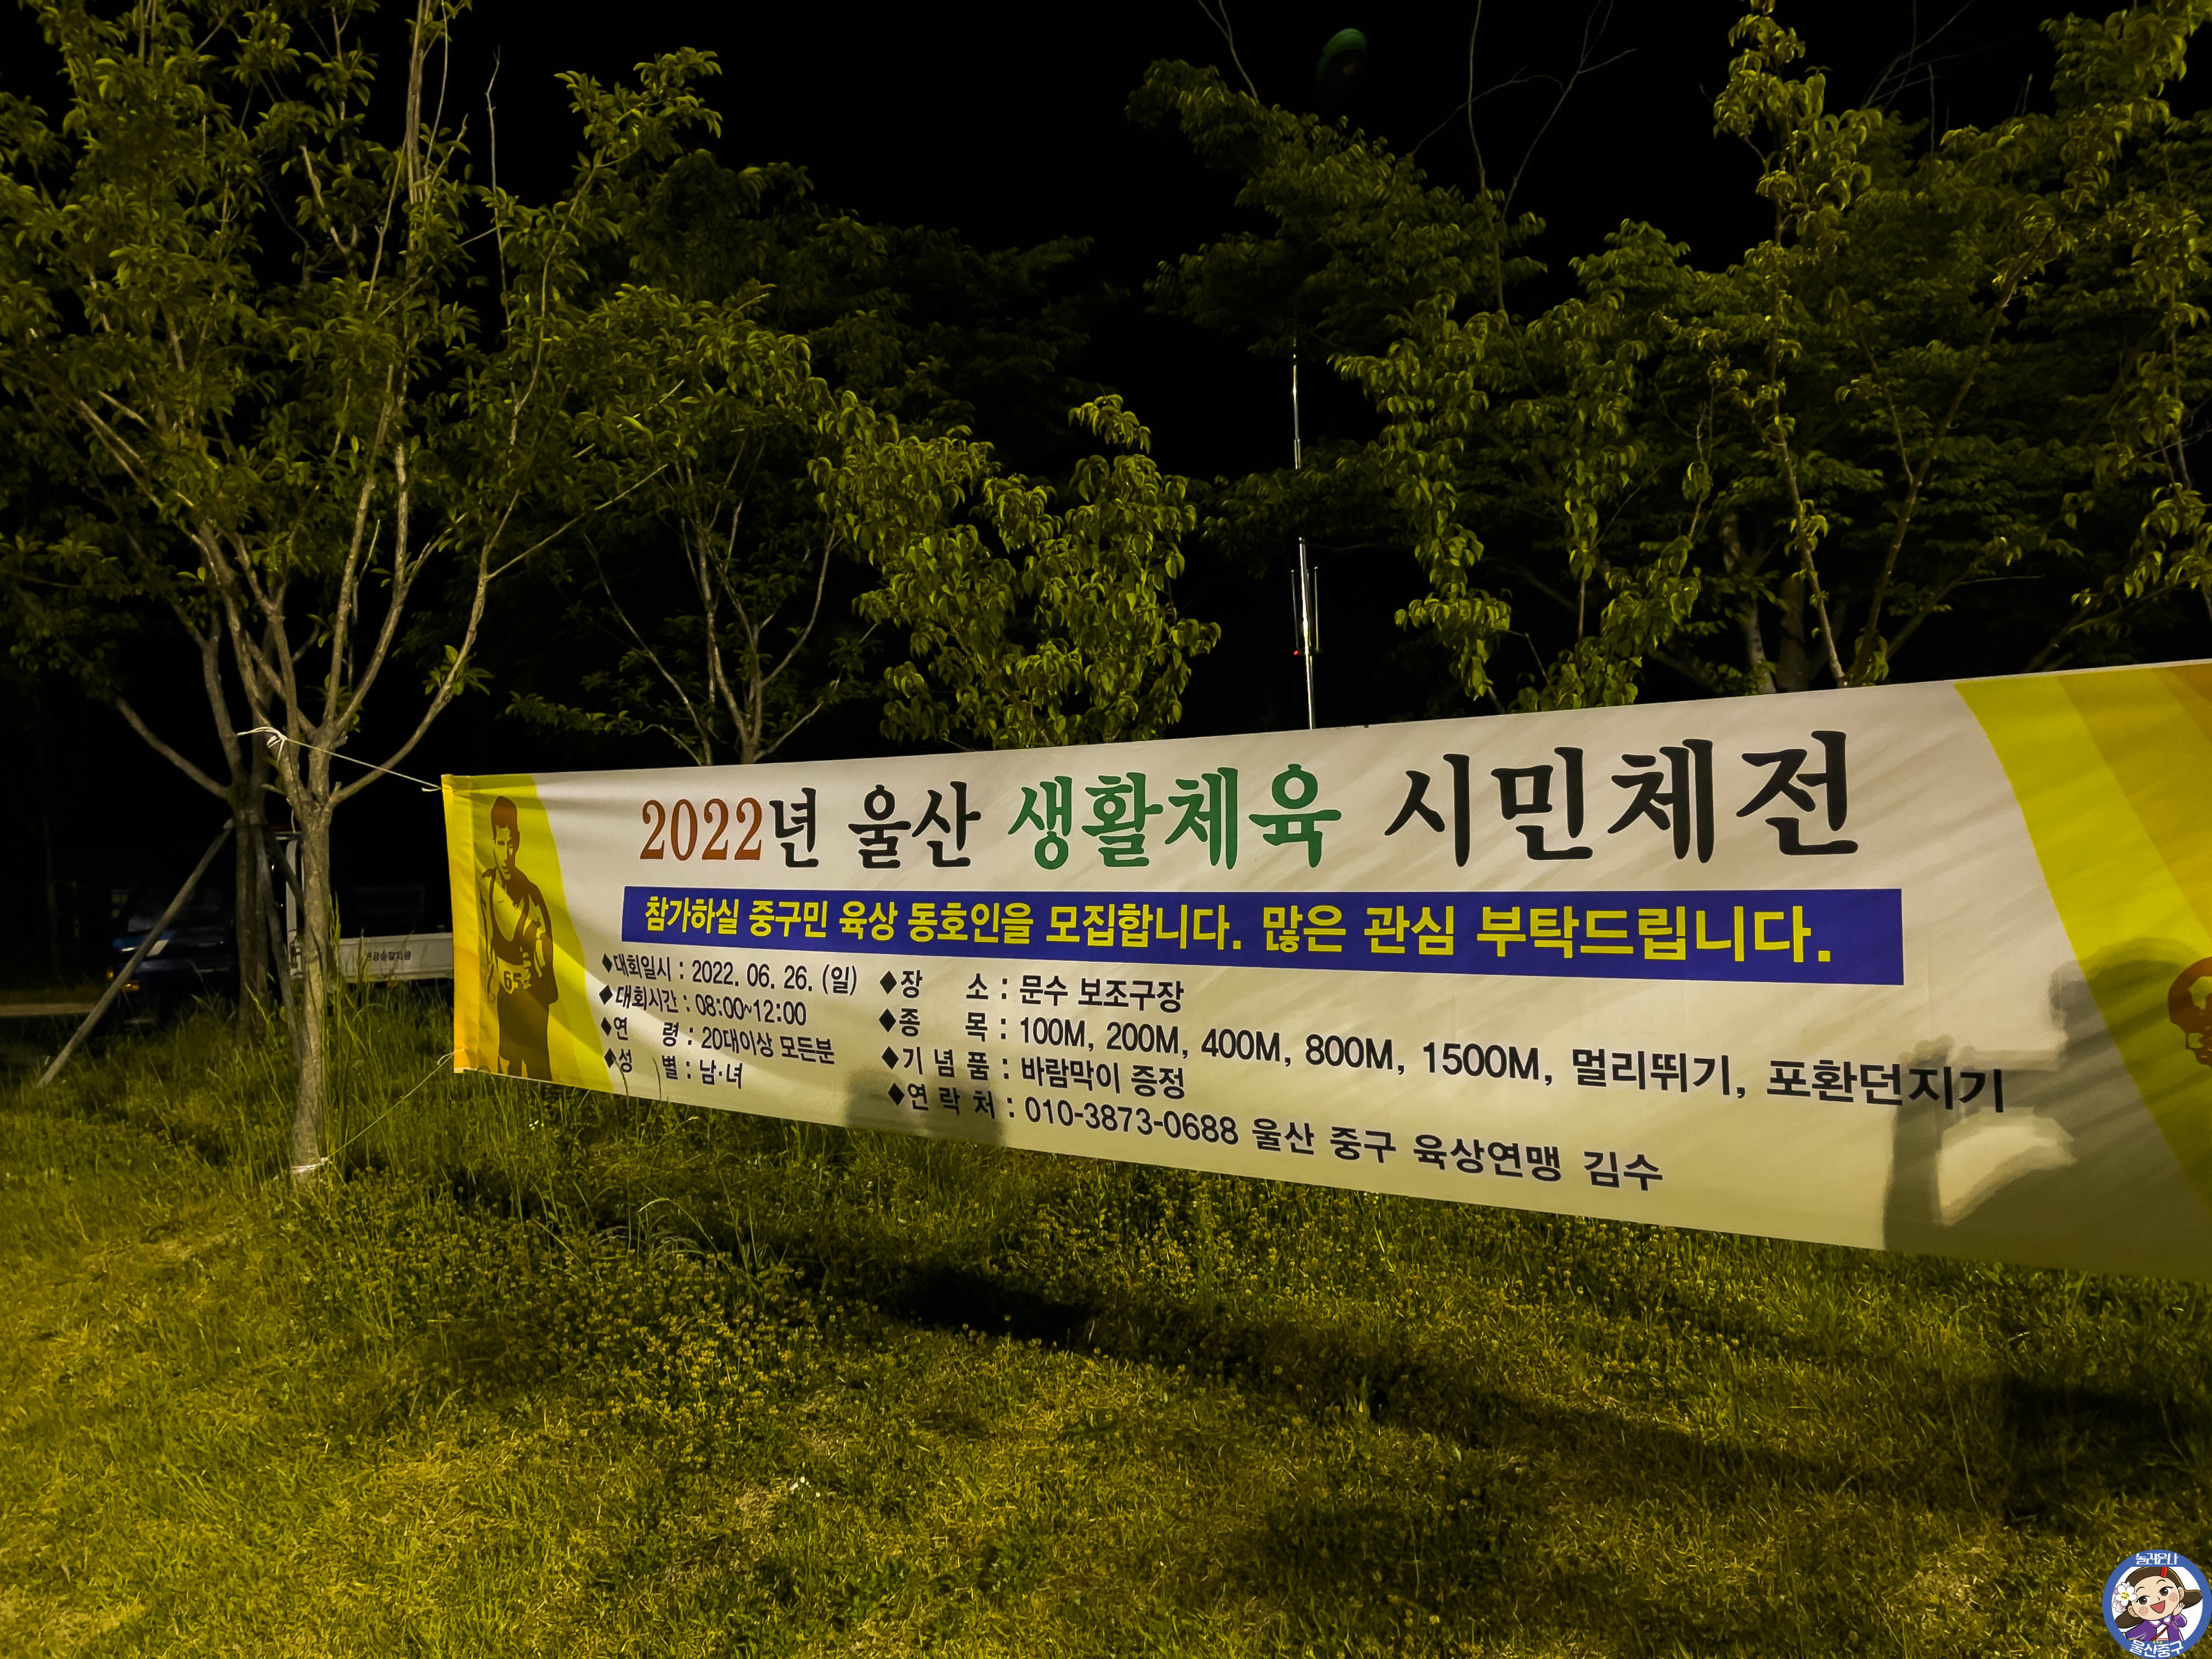 2022년 울산 생활체육 시민체전
참가하실 중구민 육상 동호인을 모집합니다. 많은 관심 부탁드립니다.
◆대회일시 : 2022. 06. 26. (일)
◆대회시간 : 08:00~12:00
◆연 령 : 20대이상 모든분
◆성 별 : 남·녀
◆장 소 : 문수 보조구장
◆종 목 : 100M, 200M, 400M, 800M, 1500M, 멀리뛰기, 포환던지기
◆기 념 품 : 바람막이 증정
◆연 락 처 : 010-3873-0688 울산 중구 육상연맹 김수
65
울산중구